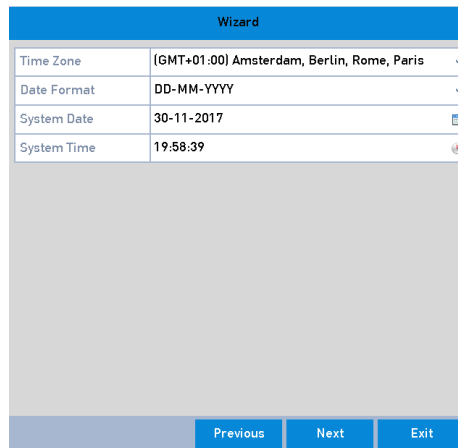 Wizard
Time Zone (GMT+01:00) Amsterdam, Berlin, Rome, Paris
Date Format DD-MM-YYYY
System Date 30-11-2017
System Time 19:58:39
Previous Next Exit